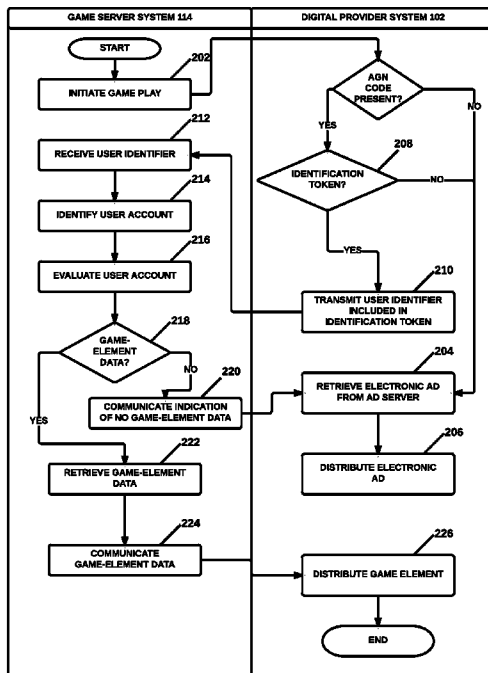 GAME SERVER SYSTEM 114
DIGITAL PROVIDER SYSTEM 102
START
202
INITIATE GAME PLAY
AGN
CODE
PRESENT?
NO
YES
212
RECEIVE USER IDENTIFIER
208
IDENTIFICATION
TOKEN?
NO
YES
214
IDENTIFY USER ACCOUNT
216
EVALUATE USER ACCOUNT
210
TRANSMIT USER IDENTIFIER
INCLUDED IN
IDENTIFICATION TOKEN
218
GAME-
ELEMENT
DATA?
NO
YES
220
COMMUNICATE INDICATION
OF NO GAME-ELEMENT DATA
204
RETRIEVE ELECTRONIC AD
FROM AD SERVER
206
DISTRIBUTE ELECTRONIC
AD
222
RETRIEVE GAME-ELEMENT
DATA
224
COMMUNICATE
GAME-ELEMENT DATA
226
DISTRIBUTE GAME ELEMENT
END